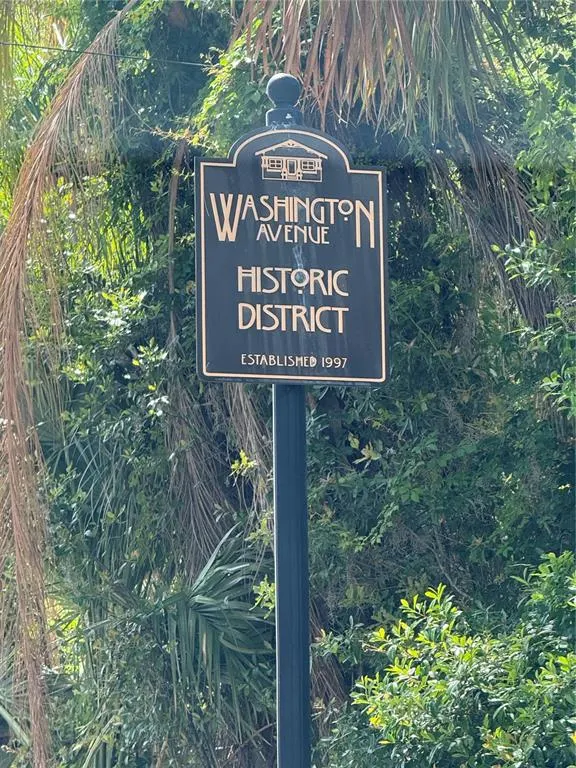 WASHINGTON
AVENUE
HISTORIC
DISTRICT
ESTABLISHED 1997